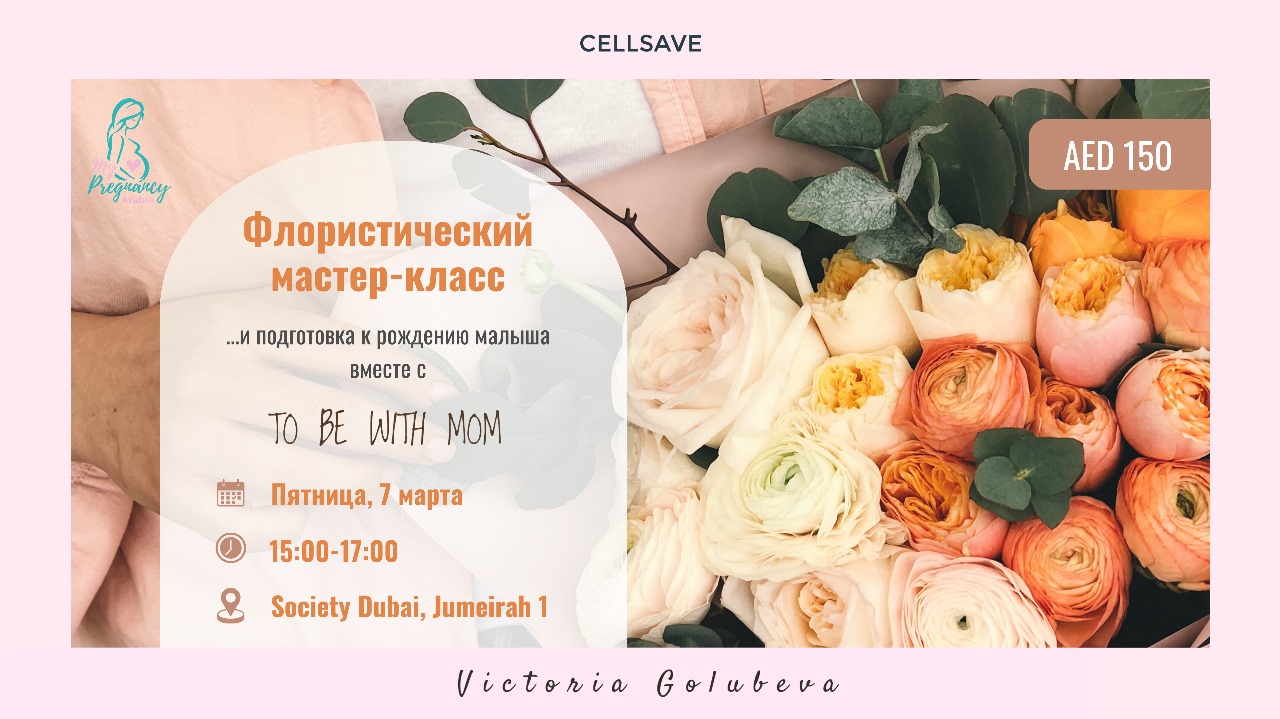 CELLSAVE
My
Pregnancy
Arabia
AED 150
Флористический
мастер-класс
...и подготовка к рождению малыша
вместе с
TO BE WITH MOM
Пятница, 7 марта
15:00-17:00
Society Dubai, Jumeirah 1
Victoria Golubeva